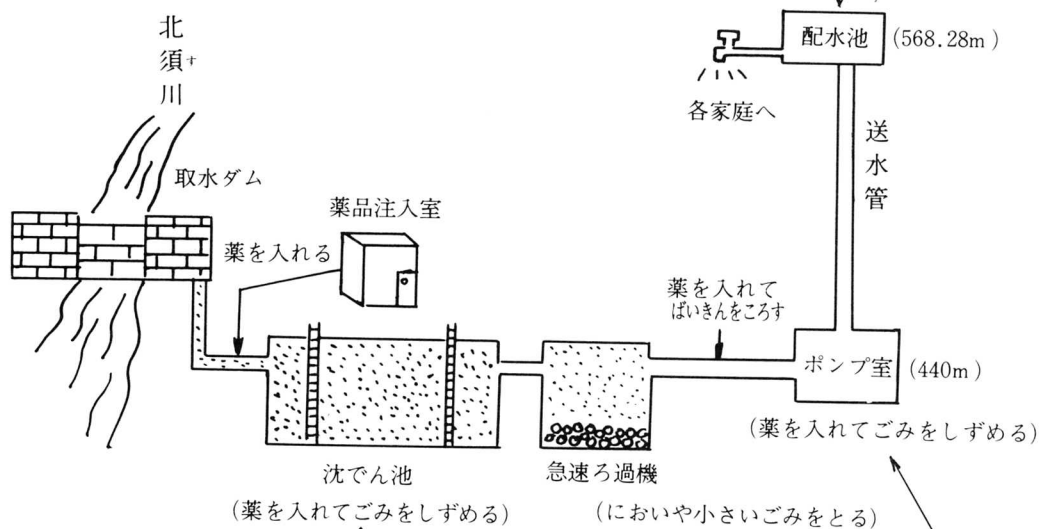 北須川
す
取水ダム
薬品注入室
薬を入れる
配水池
(568.28m)
各家庭へ
送水管
薬を入れて
ばいきんをころす
ポンプ室
(440m)
(薬を入れてごみをしずめる)
沈でん池
(薬を入れてごみをしずめる)
急速ろ過機
(においや小さいごみをとる)